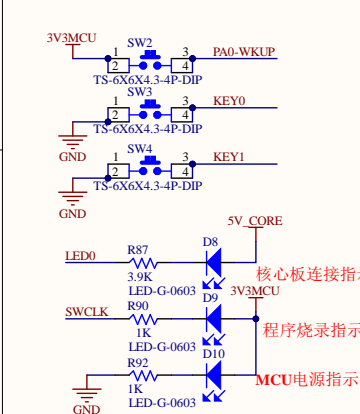 3V3MCU
SW2
1 3 PA0-WKUP
2 4
TS-6X6X4.3-4P-DIP
SW3
1 3 KEY0
2 4
TS-6X6X4.3-4P-DIP
GND
SW4
1 3 KEY1
2 4
TS-6X6X4.3-4P-DIP
GND
5V_CORE
LED0 R87 D8
3.9K
LED-G-0603
核心板连接指
3V3MCU
SWCLK R90 D9
1K
LED-G-0603
程序烧录指示
R92 D10
1K
LED-G-0603
MCU电源指示
GND